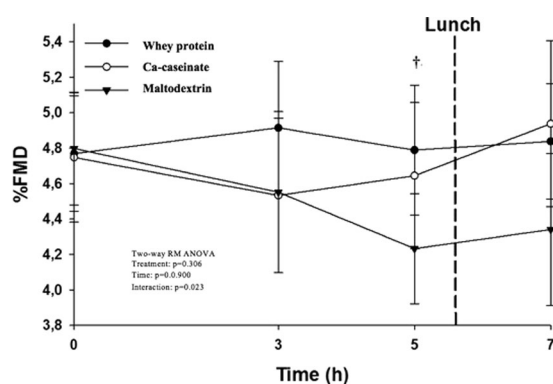 Lunch
5,4
5,2
5,0
4,8
4,6
4,4
4,2
4,0
3,8
%FMD
Whey protein
Ca-caseinate
Maltodextrin
†.
Two-way RM ANOVA
Treatment: p=0.306
Time: p=0.0.900
Interaction: p=0.023
0
3
5
7
Time (h)